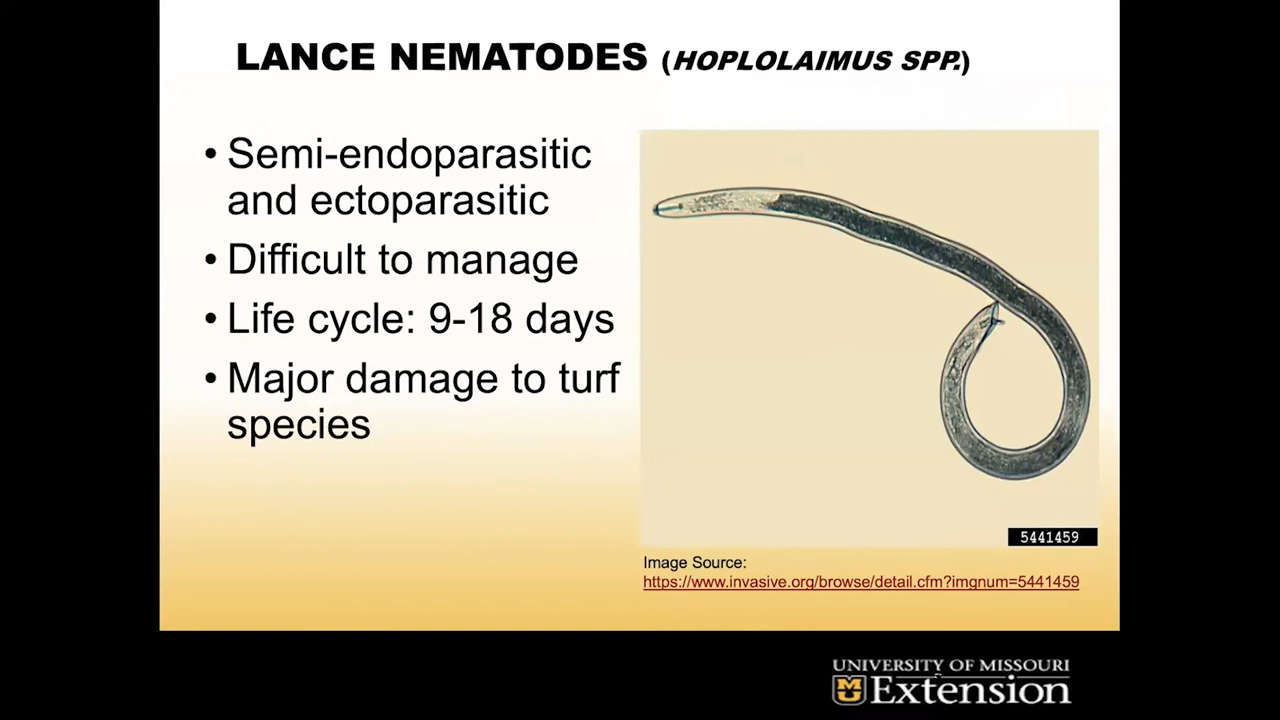 LANCE NEMATODES (HOPLOLAIMUS SPP.)
• Semi-endoparasitic
and ectoparasitic
• Difficult to manage
• Life cycle: 9-18 days
• Major damage to turf
species
5441459
Image Source:
https://www.invasive.org/browse/detail.cfm?imgnum=5441459
UNIVERSITY OF MISSOURI
Extension